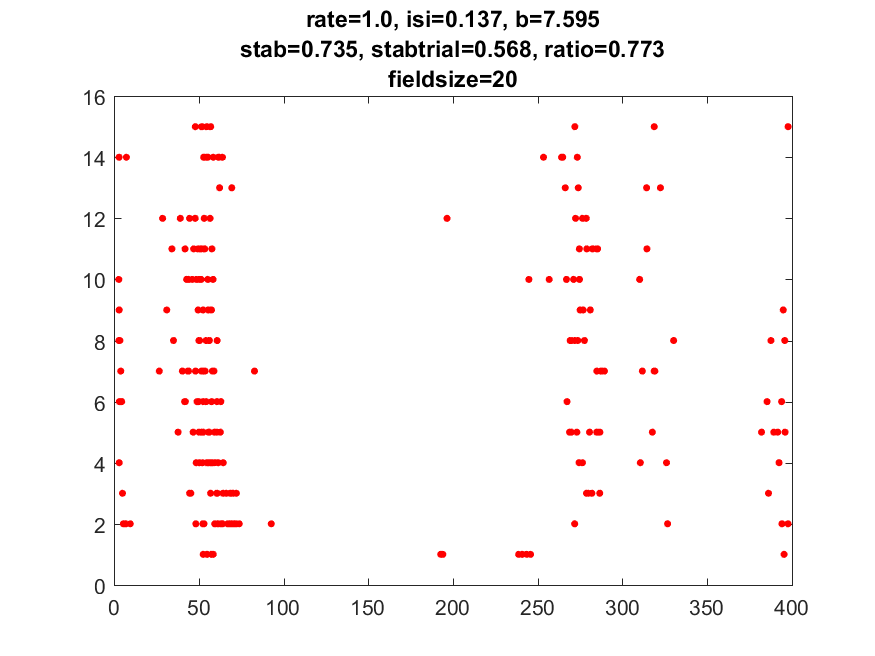 rate=1.0, isi=0.137, b=7.595
stab=0.735, stabtrial=0.568, ratio=0.773
fieldsize=20
16
14
12
10
8
6
4
2
0
0 50 100 150 200 250 300 350 400